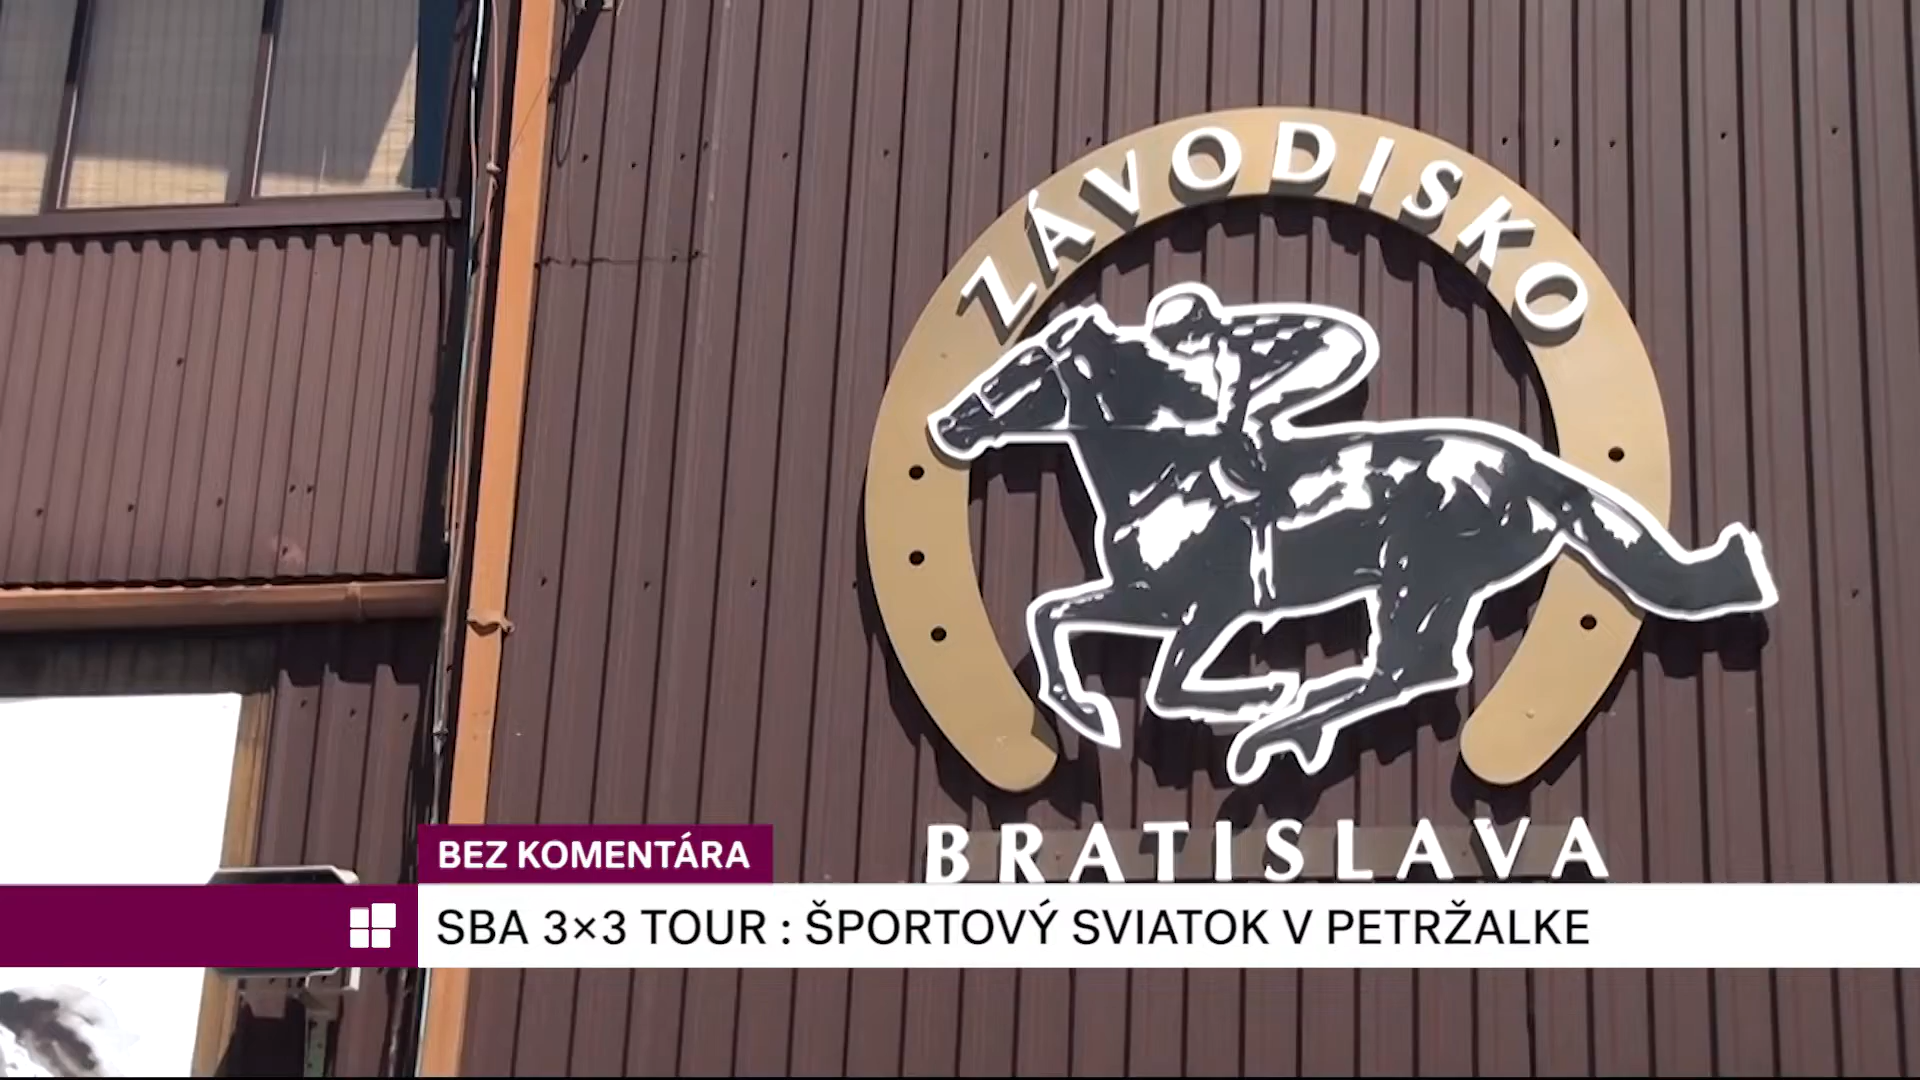 ZÁVODISKO
BRATISLAVA
BEZ KOMENTÁRA
SBA 3×3 TOUR : ŠPORTOVÝ SVIATOK V PETRŽALKE